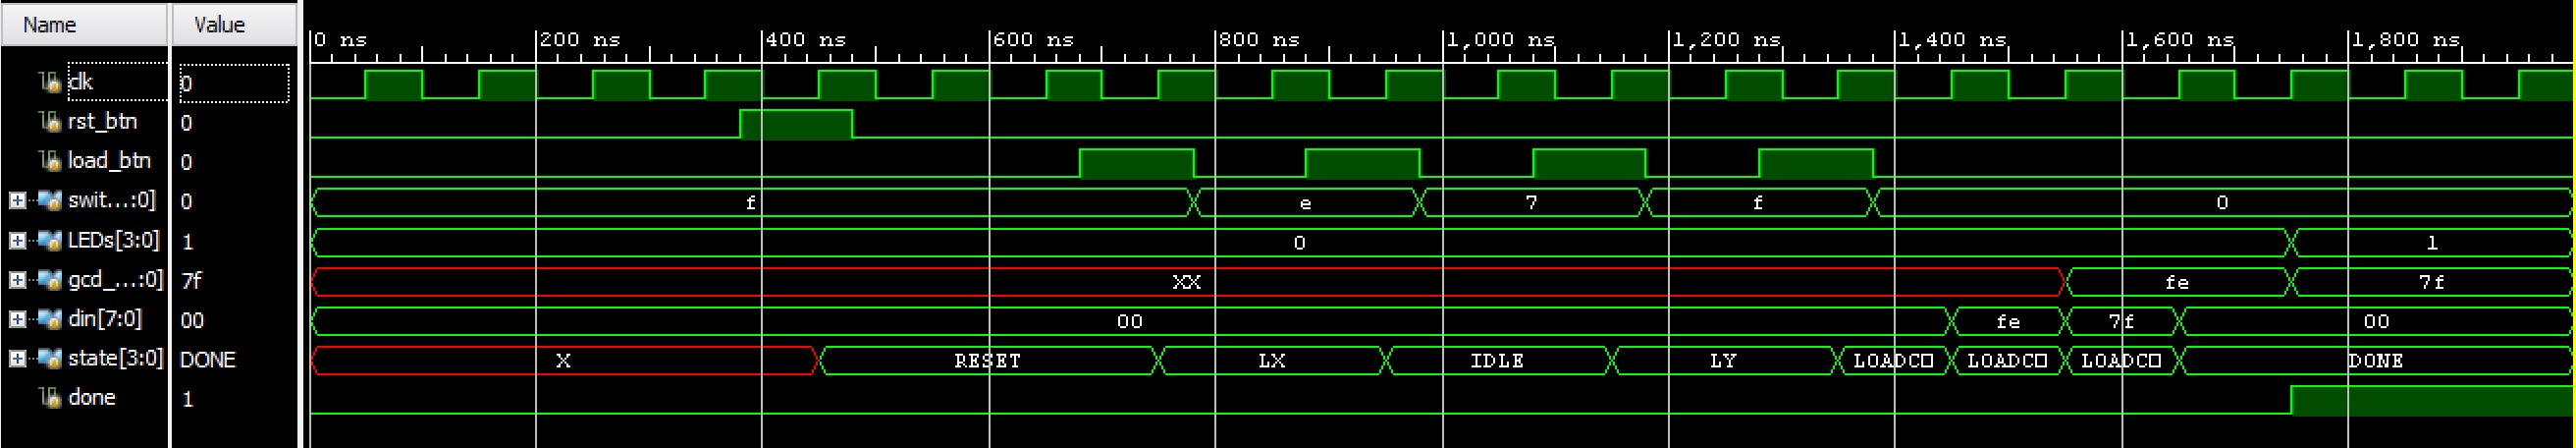 Name Value
0 ns 200 ns 400 ns 600 ns 800 ns 1,000 ns 1,200 ns 1,400 ns 1,600 ns 1,800 ns
clk 0
rst_btn 0
load_btn 0
swit...:0] 0 f e 7 f 0
LEDs[3:0] 1 0 1
gcd_...:0] 7f XX fe 7f
din[7:0] 00 00 fe 7f 00
state[3:0] DONE X RESET LX IDLE LY LOADC□ LOADC□ LOADC□ DONE
done 1